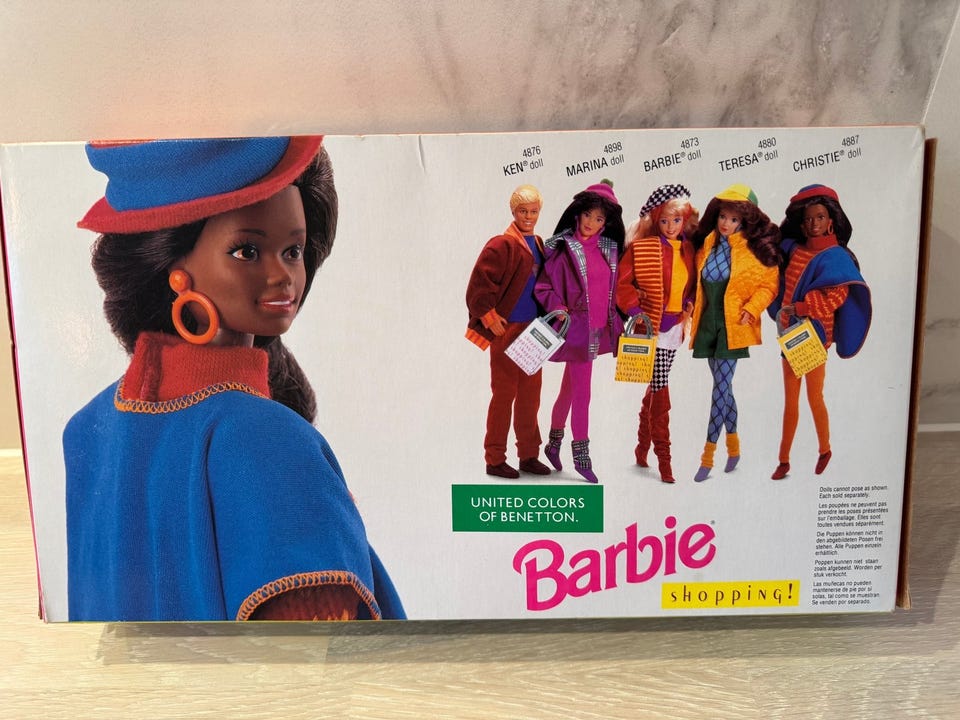 4876
KEN® doll
4898
MARINA doll
4873
BARBIE® doll
4880
TERESA® doll
4887
CHRISTIE® doll
UNITED COLORS
OF BENETTON.
Barbie®
shopping!
Dolls cannot pose as shown.
Each sold separately.
Les poupées ne peuvent pas
prendre les poses présentées
sur l'emballage. Elles sont
toutes vendues séparément.
Die Puppen können nicht in
den abgebildeten Posen frei
stehen. Alle Puppen einzeln
erhältlich.
Poppen kunnen niet staan
zoals afgebeeld. Worden per
stuk verkocht.
Las muñecas no pueden
mantenerse de pie por sí
solas, tal como se muestran.
Se venden por separado.